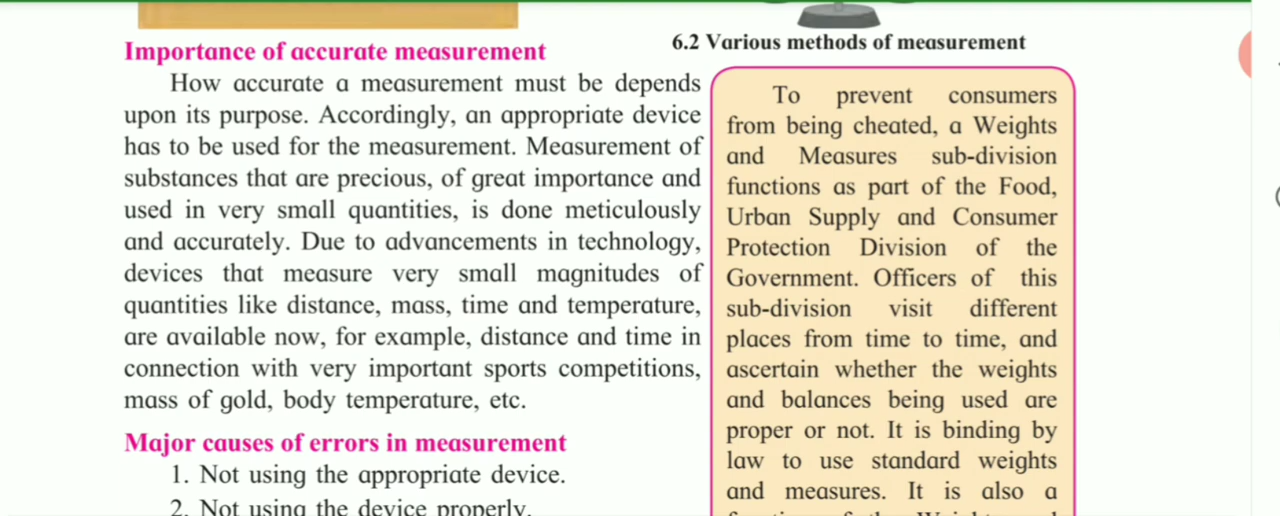 Importance of accurate measurement
How accurate a measurement must be depends
upon its purpose. Accordingly, an appropriate device
has to be used for the measurement. Measurement of
substances that are precious, of great importance and
used in very small quantities, is done meticulously
and accurately. Due to advancements in technology,
devices that measure very small magnitudes of
quantities like distance, mass, time and temperature,
are available now, for example, distance and time in
connection with very important sports competitions,
mass of gold, body temperature, etc.
Major causes of errors in measurement
1. Not using the appropriate device.
2. Not using the device properly.
6.2 Various methods of measurement
To prevent consumers
from being cheated, a Weights
and Measures sub-division
functions as part of the Food,
Urban Supply and Consumer
Protection Division of the
Government. Officers of this
sub-division visit different
places from time to time, and
ascertain whether the weights
and balances being used are
proper or not. It is binding by
law to use standard weights
and measures. It is also a